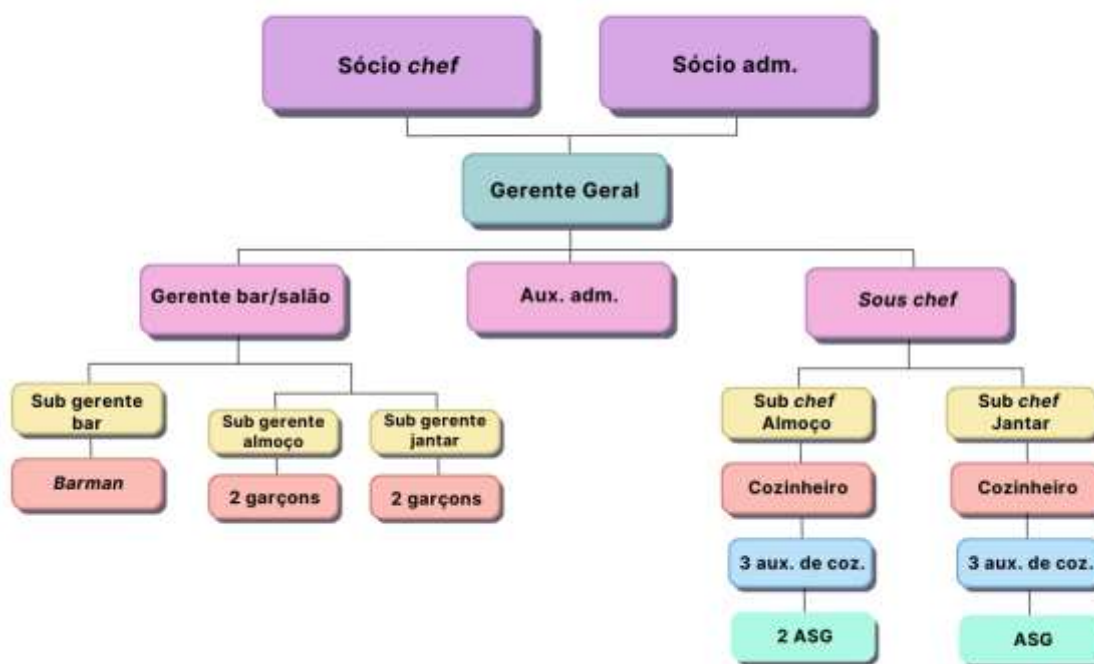 Sócio chef
Sócio adm.
Gerente Geral
Gerente bar/salão
Aux. adm.
Sous chef
Sub gerente
bar
Sub gerente
almoço
Sub gerente
jantar
Sub chef
Almoço
Sub chef
Jantar
Barman
2 garçons
2 garçons
Cozinheiro
Cozinheiro
3 aux. de coz.
3 aux. de coz.
2 ASG
ASG